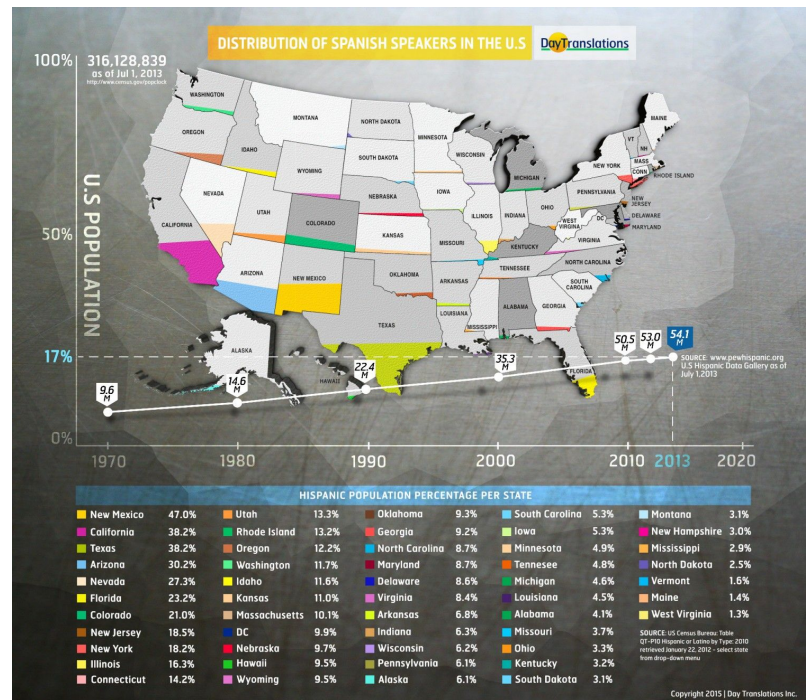 DISTRIBUTION OF SPANISH SPEAKERS IN THE U.S
DayTranslations
100%
316,128,839
as of Jul 1, 2013
http://www.census.gov/popclock
U.S POPULATION
50%
17%
0%
WASHINGTON
OREGON
IDAHO
MONTANA
NORTH DAKOTA
MINNESOTA
WISCONSIN
MICHIGAN
MAINE
VT
NH
MASS
CONN
RHODE ISLAND
NEW YORK
WYOMING
SOUTH DAKOTA
IOWA
NEBRASKA
NEVADA
UTAH
COLORADO
KANSAS
MISSOURI
ILLINOIS
INDIANA
OHIO
PENNSYLVANIA
NEW
JERSEY
DELAWARE
MARYLAND
DC
WEST
VIRGINIA
VIRGINIA
KENTUCKY
CALIFORNIA
ARIZONA
NEW MEXICO
OKLAHOMA
ARKANSAS
TENNESSEE
NORTH CAROLINA
SOUTH
CAROLINA
TEXAS
LOUISIANA
MISSISSIPPI
ALABAMA
GEORGIA
FLORIDA
ALASKA
HAWAII
9.6
M
14.6
M
22.4
M
35.3
M
50.5
M
53.0
M
54.1
M
SOURCE: www.pewhispanic.org
U.S Hispanic Data Gallery as of
July 1,2013
1970 1980 1990 2000 2010 2013 2020
HISPANIC POPULATION PERCENTAGE PER STATE
New Mexico 47.0%
California 38.2%
Texas 38.2%
Arizona 30.2%
Nevada 27.3%
Florida 23.2%
Colorado 21.0%
New Jersey 18.5%
New York 18.2%
Illinois 16.3%
Connecticut 14.2%
Utah 13.3%
Rhode Island 13.2%
Oregon 12.2%
Washington 11.7%
Idaho 11.6%
Kansas 11.0%
Massachusetts 10.1%
DC 9.9%
Nebraska 9.7%
Hawaii 9.5%
Wyoming 9.5%
Oklahoma 9.3%
Georgia 9.2%
North Carolina 8.7%
Maryland 8.7%
Delaware 8.6%
Virginia 8.4%
Arkansas 6.8%
Indiana 6.3%
Wisconsin 6.2%
Pennsylvania 6.1%
Alaska 6.1%
South Carolina 5.3%
Iowa 5.3%
Minnesota 4.9%
Tennessee 4.8%
Michigan 4.6%
Louisiana 4.5%
Alabama 4.1%
Missouri 3.7%
Ohio 3.3%
Kentucky 3.2%
South Dakota 3.1%
Montana 3.1%
New Hampshire 3.0%
Mississippi 2.9%
North Dakota 2.5%
Vermont 1.6%
Maine 1.4%
West Virginia 1.3%
SOURCE: US Census Bureau: Table
QT-P10 Hispanic or Latino by Type: 2010
retrieved January 22, 2012 - select state
from drop-down menu
Copyright 2015 | Day Translations Inc.